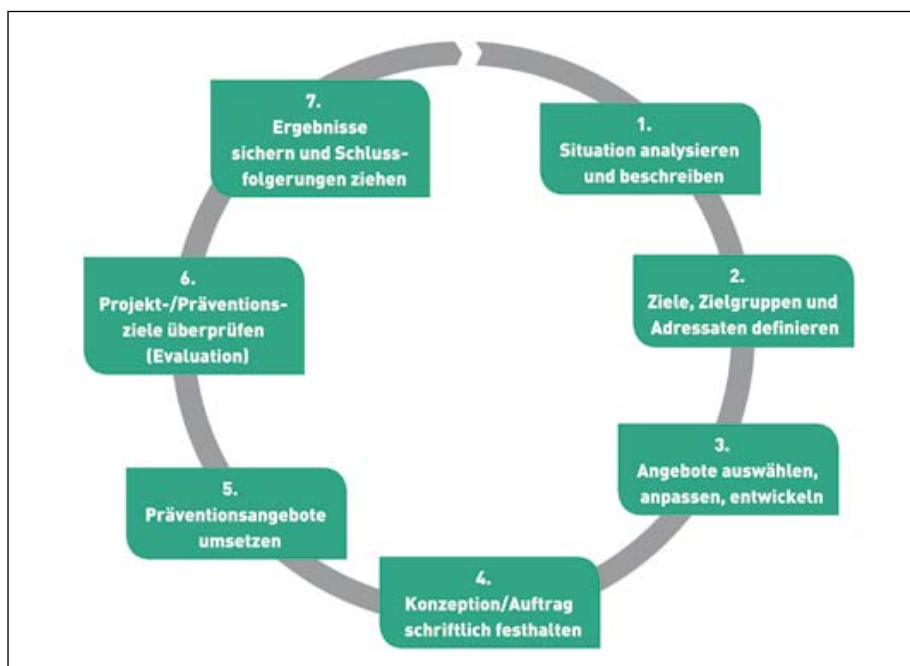 1.
Situation analysieren
und beschreiben
2.
Ziele, Zielgruppen und
Adressaten definieren
3.
Angebote auswählen,
anpassen, entwickeln
4.
Konzeption/Auftrag
schriftlich festhalten
5.
Präventionsangebote
umsetzen
6.
Projekt-/Präventions-
ziele überprüfen
(Evaluation)
7.
Ergebnisse
sichern und Schluss-
folgerungen ziehen